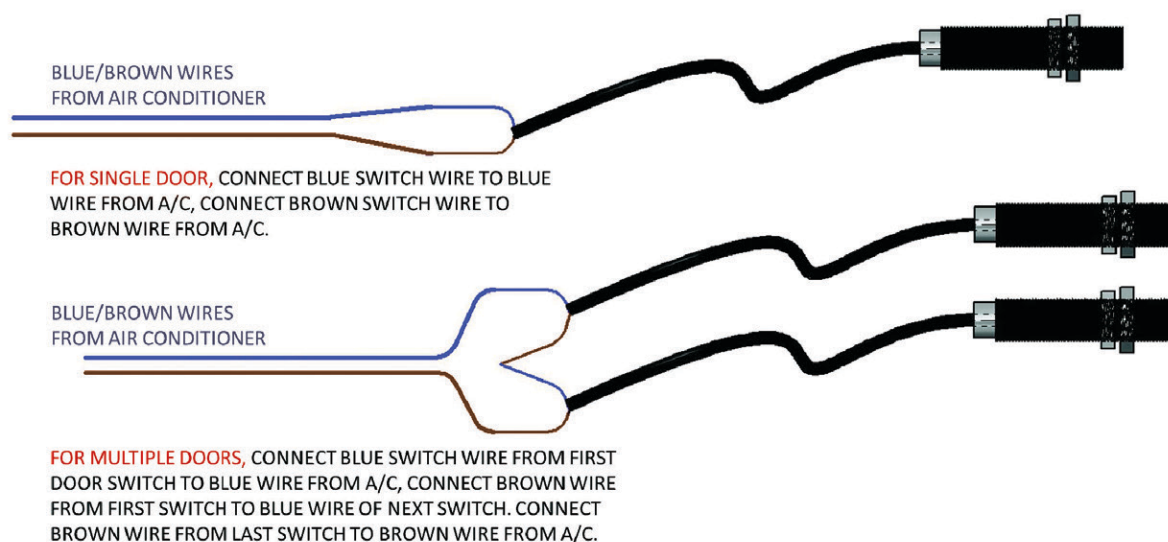 BLUE/BROWN WIRES
FROM AIR CONDITIONER
FOR SINGLE DOOR, CONNECT BLUE SWITCH WIRE TO BLUE
WIRE FROM A/C, CONNECT BROWN SWITCH WIRE TO
BROWN WIRE FROM A/C.
BLUE/BROWN WIRES
FROM AIR CONDITIONER
FOR MULTIPLE DOORS, CONNECT BLUE SWITCH WIRE FROM FIRST
DOOR SWITCH TO BLUE WIRE FROM A/C, CONNECT BROWN WIRE
FROM FIRST SWITCH TO BLUE WIRE OF NEXT SWITCH. CONNECT
BROWN WIRE FROM LAST SWITCH TO BROWN WIRE FROM A/C.